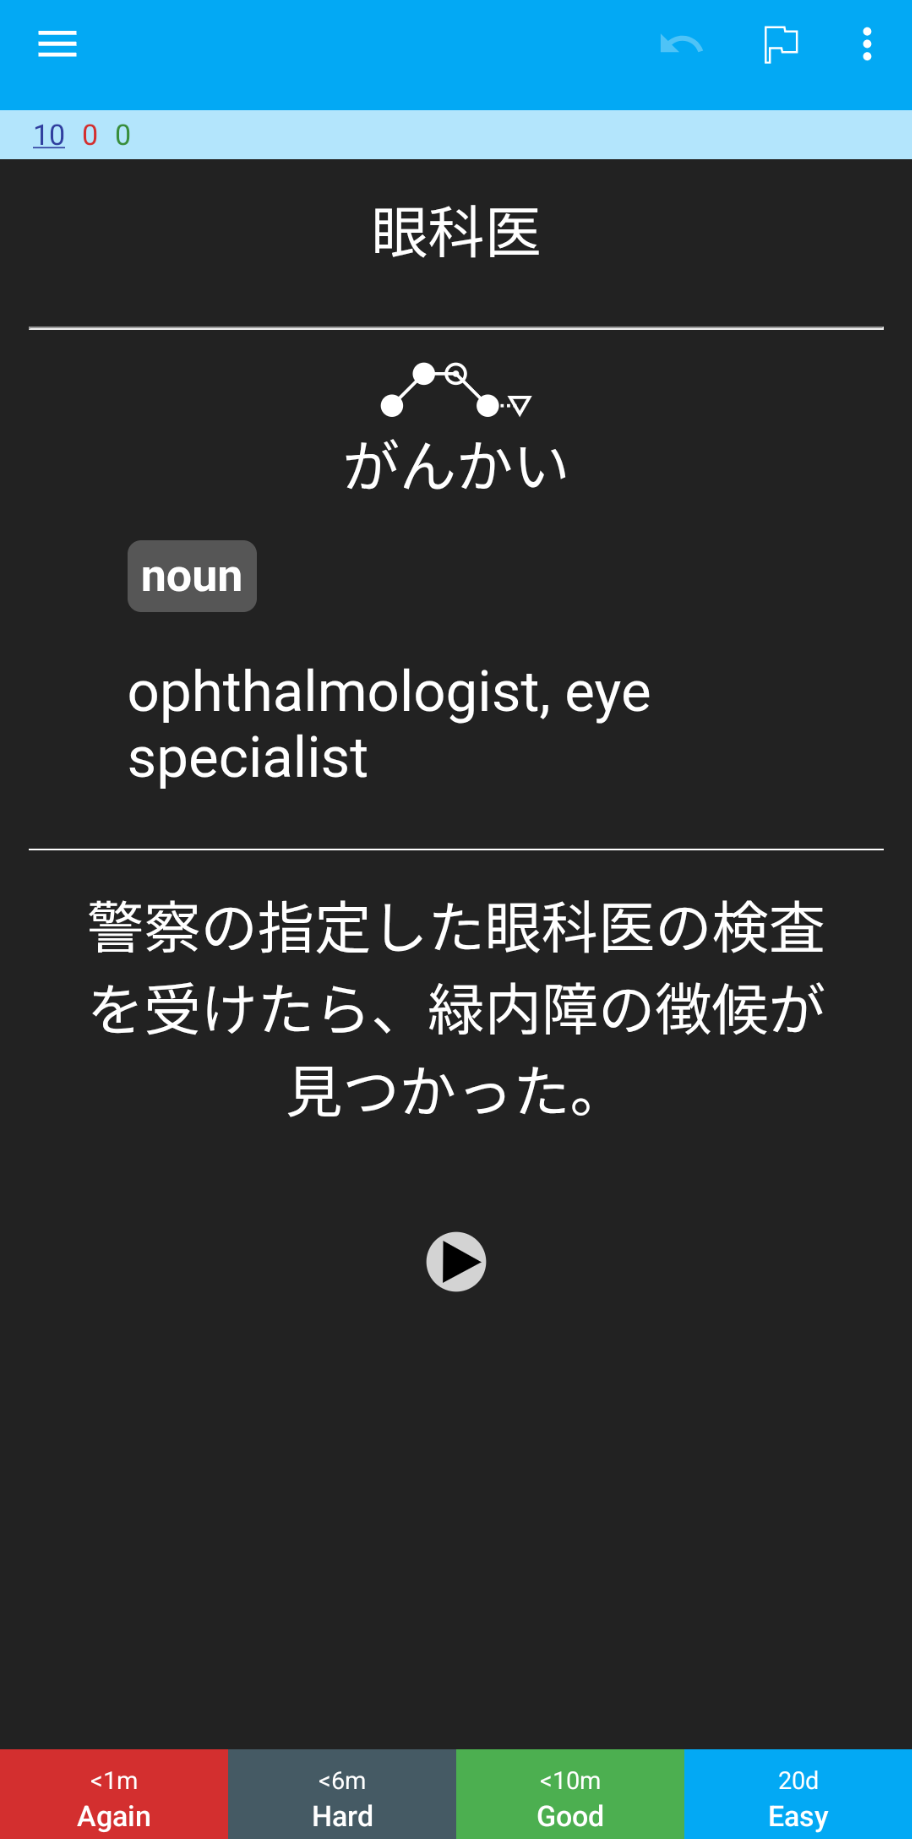 10 0 0
眼科医
がんかい
noun
ophthalmologist, eye
specialist
警察の指定した眼科医の検査
を受けたら、緑内障の徴候が
見つかった。
<1m <6m <10m 20d
Again Hard Good Easy